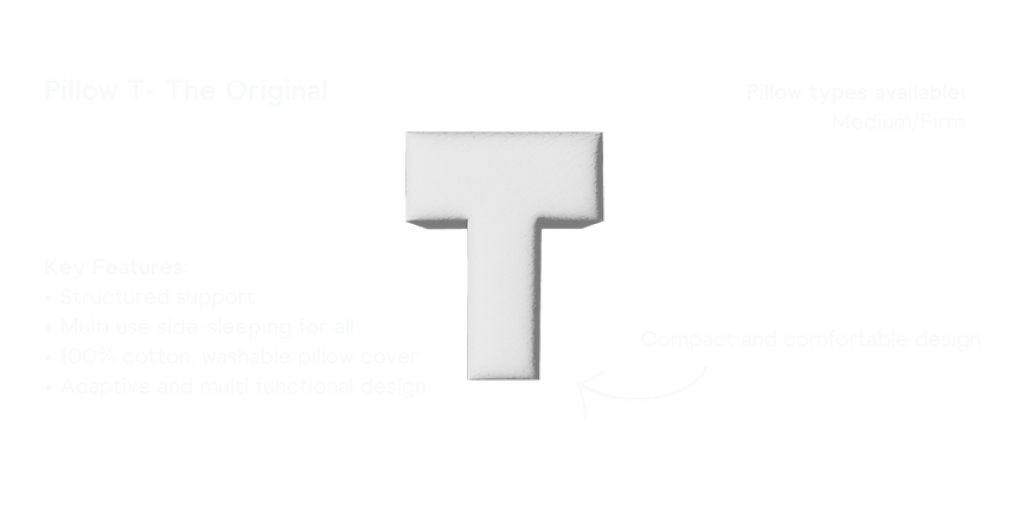 Pillow T- The Original
Pillow types available:
Medium/Firm
Key Features:
• Structured support
• Multi use side-sleeping for all
• 100% cotton, washable pillow cover
• Adaptive and multi functional design
Compact and comfortable design